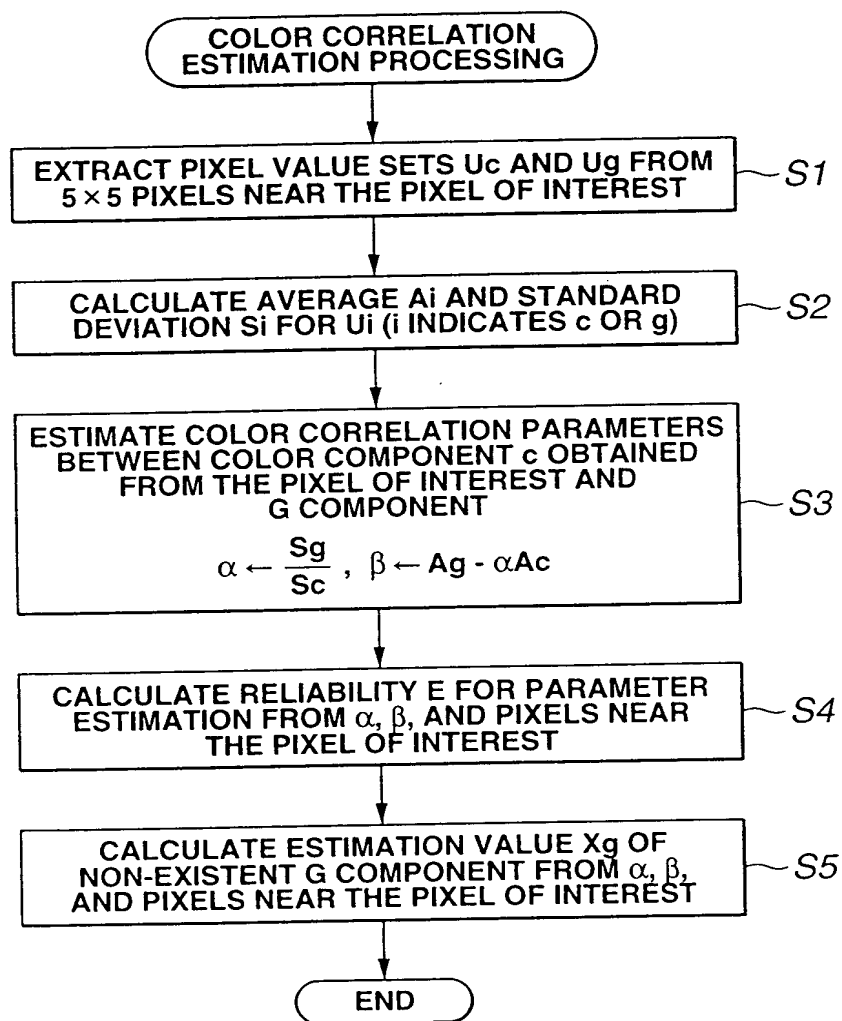 COLOR CORRELATION
ESTIMATION PROCESSING
EXTRACT PIXEL VALUE SETS Uc AND Ug FROM
5 × 5 PIXELS NEAR THE PIXEL OF INTEREST
S1
CALCULATE AVERAGE Ai AND STANDARD
DEVIATION Si FOR Ui (i INDICATES c OR g)
S2
ESTIMATE COLOR CORRELATION PARAMETERS
BETWEEN COLOR COMPONENT c OBTAINED
FROM THE PIXEL OF INTEREST AND
G COMPONENT
α ← Sg / Sc , β ← Ag - αAc
S3
CALCULATE RELIABILITY E FOR PARAMETER
ESTIMATION FROM α, β, AND PIXELS NEAR
THE PIXEL OF INTEREST
S4
CALCULATE ESTIMATION VALUE Xg OF
NON-EXISTENT G COMPONENT FROM α, β,
AND PIXELS NEAR THE PIXEL OF INTEREST
S5
END